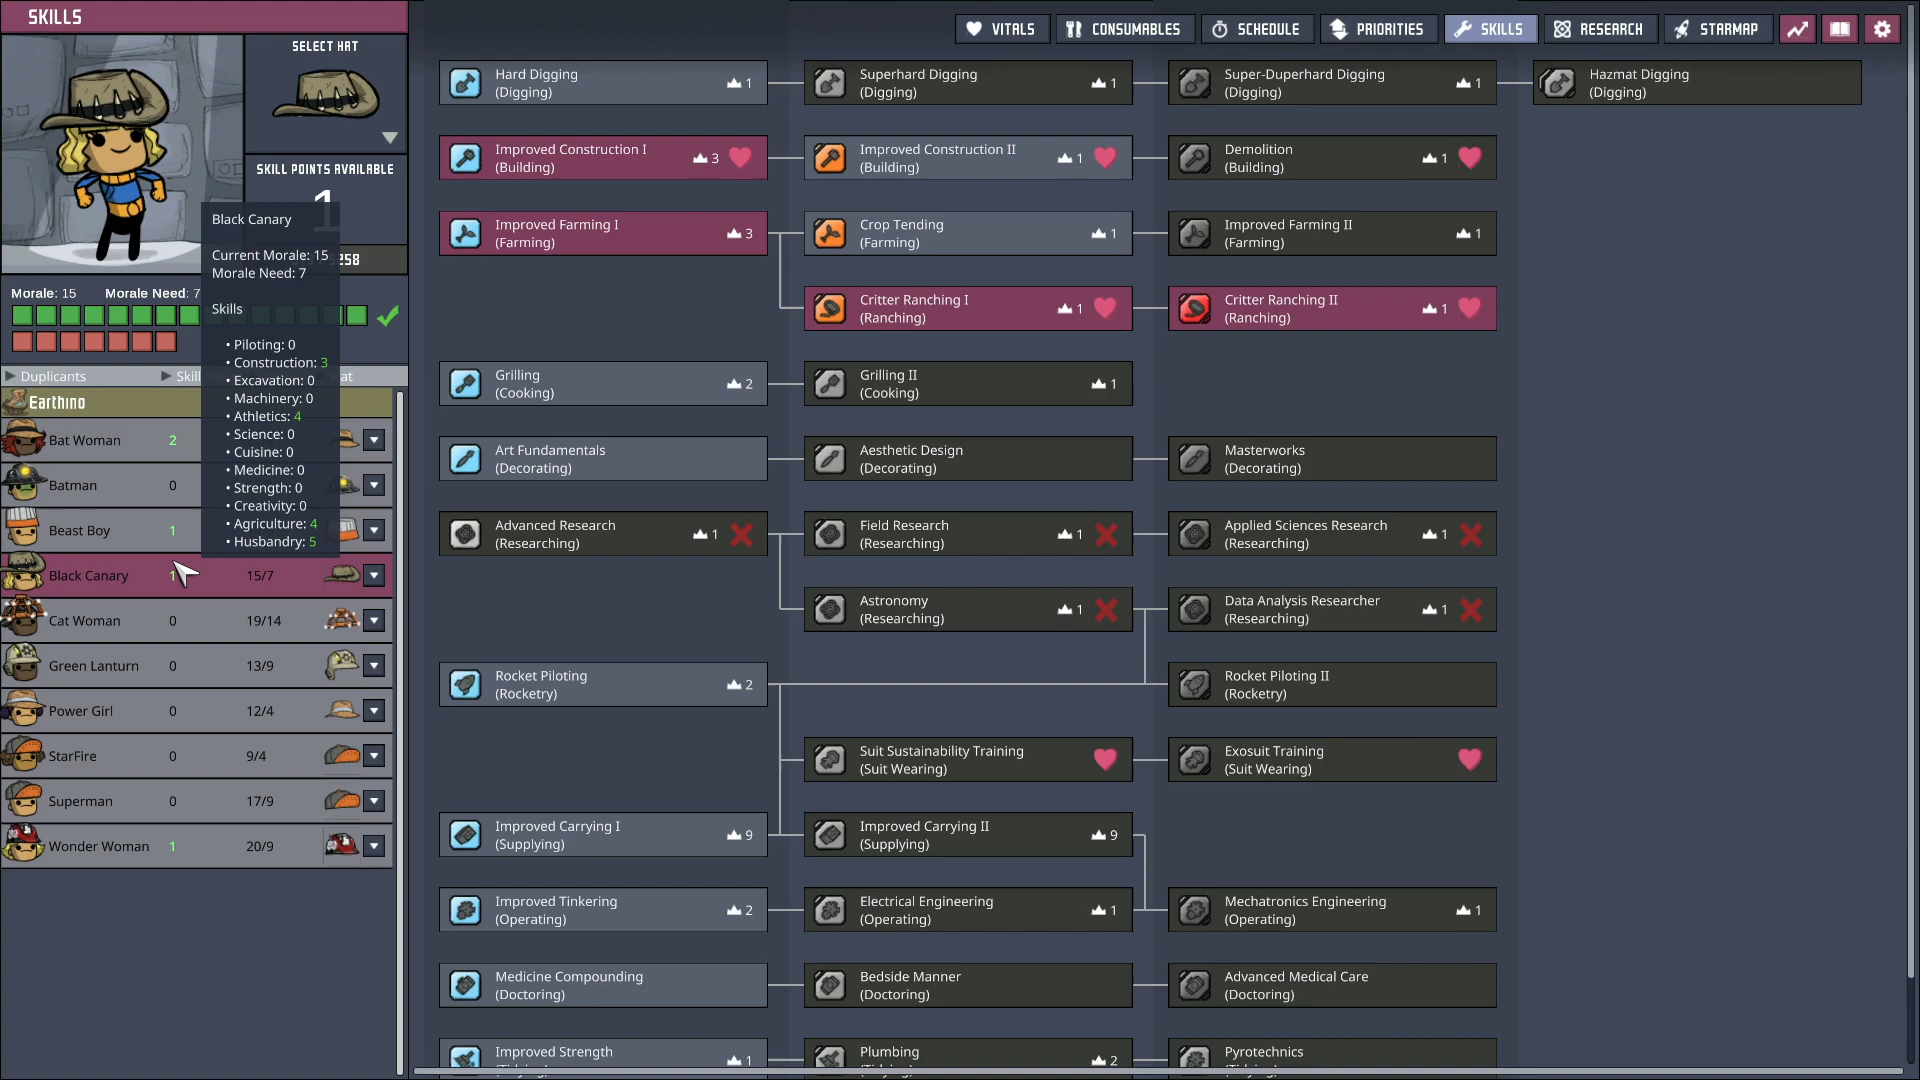 SKILLS
VITALS
CONSUMABLES
SCHEDULE
PRIORITIES
SKILLS
RESEARCH
STARMAP
SELECT HAT
SKILL POINTS AVAILABLE
1
258
Morale: 15
Morale Need: 7
Duplicants
Skill
Earthino
Bat Woman 2
Batman 0
Beast Boy 1
Black Canary 1 15/7
Cat Woman 0 19/14
Green Lanturn 0 13/9
Power Girl 0 12/4
StarFire 0 9/4
Superman 0 17/9
Wonder Woman 1 20/9
Black Canary
Current Morale: 15
Morale Need: 7
Skills
• Piloting: 0
• Construction: 3
• Excavation: 0
• Machinery: 0
• Athletics: 4
• Science: 0
• Cuisine: 0
• Medicine: 0
• Strength: 0
• Creativity: 0
• Agriculture: 4
• Husbandry: 5
Hard Digging
(Digging)
1
Superhard Digging
(Digging)
1
Super-Duperhard Digging
(Digging)
1
Hazmat Digging
(Digging)
Improved Construction I
(Building)
3
Improved Construction II
(Building)
1
Demolition
(Building)
1
Improved Farming I
(Farming)
3
Crop Tending
(Farming)
1
Improved Farming II
(Farming)
1
Critter Ranching I
(Ranching)
1
Critter Ranching II
(Ranching)
1
Grilling
(Cooking)
2
Grilling II
(Cooking)
1
Art Fundamentals
(Decorating)
Aesthetic Design
(Decorating)
Masterworks
(Decorating)
Advanced Research
(Researching)
1
Field Research
(Researching)
1
Applied Sciences Research
(Researching)
1
Astronomy
(Researching)
1
Data Analysis Researcher
(Researching)
1
Rocket Piloting
(Rocketry)
2
Rocket Piloting II
(Rocketry)
Suit Sustainability Training
(Suit Wearing)
Exosuit Training
(Suit Wearing)
Improved Carrying I
(Supplying)
9
Improved Carrying II
(Supplying)
9
Improved Tinkering
(Operating)
2
Electrical Engineering
(Operating)
1
Mechatronics Engineering
(Operating)
1
Medicine Compounding
(Doctoring)
Bedside Manner
(Doctoring)
Advanced Medical Care
(Doctoring)
Improved Strength
1
Plumbing
2
Pyrotechnics